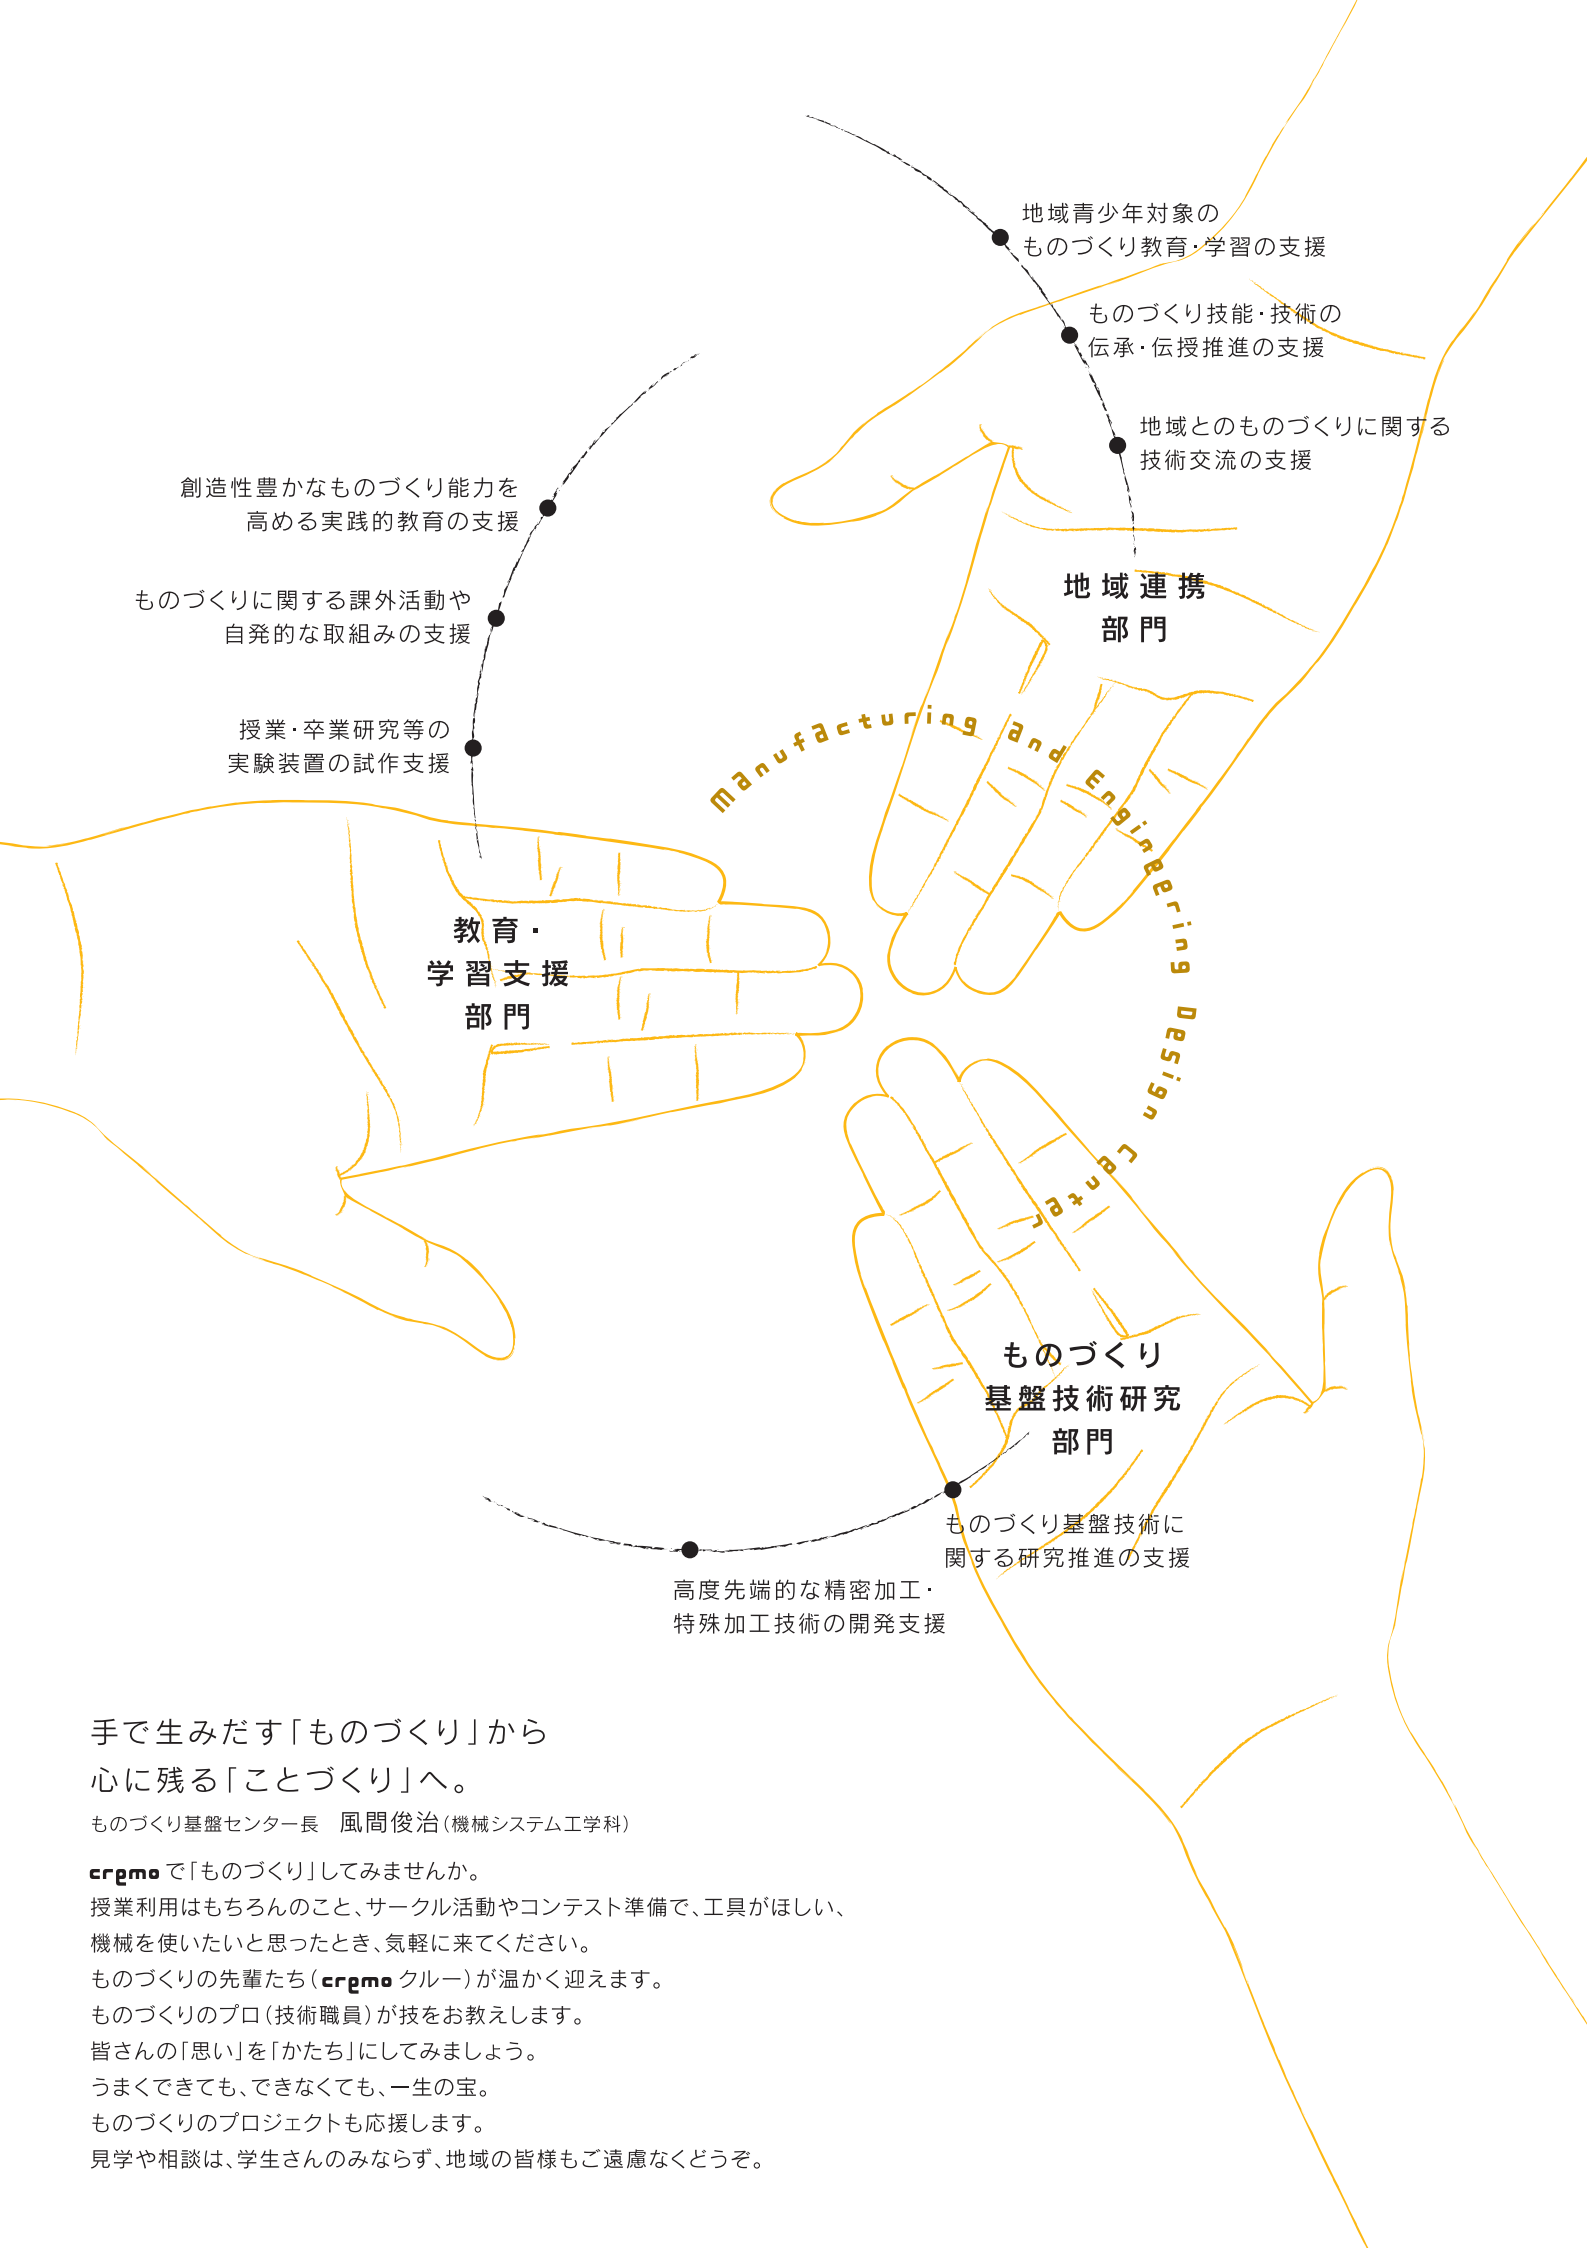 地域青少年対象の
ものづくり教育・学習の支援
ものづくり技能・技術の
伝承・伝授推進の支援
地域とのものづくりに関する
技術交流の支援
地域連携
部門
創造性豊かなものづくり能力を
高める実践的教育の支援
ものづくりに関する課外活動や
自発的な取組みの支援
授業・卒業研究等の
実験装置の試作支援
教育・
学習支援
部門
Manufacturing and Engineering Design Center
ものづくり
基盤技術研究
部門
ものづくり基盤技術に
関する研究推進の支援
高度先端的な精密加工・
特殊加工技術の開発支援
手で生みだす「ものづくり」から
心に残る「ことづくり」へ。
ものづくり基盤センター長　風間俊治(機械システム工学科)
cremoで「ものづくり」してみませんか。
授業利用はもちろんのこと、サークル活動やコンテスト準備で、工具がほしい、
機械を使いたいと思ったとき、気軽に来てください。
ものづくりの先輩たち(cremoクルー)が温かく迎えます。
ものづくりのプロ(技術職員)が技をお教えします。
皆さんの「思い」を「かたち」にしてみましょう。
うまくできても、できなくても、一生の宝。
ものづくりのプロジェクトも応援します。
見学や相談は、学生さんのみならず、地域の皆様もご遠慮なくどうぞ。